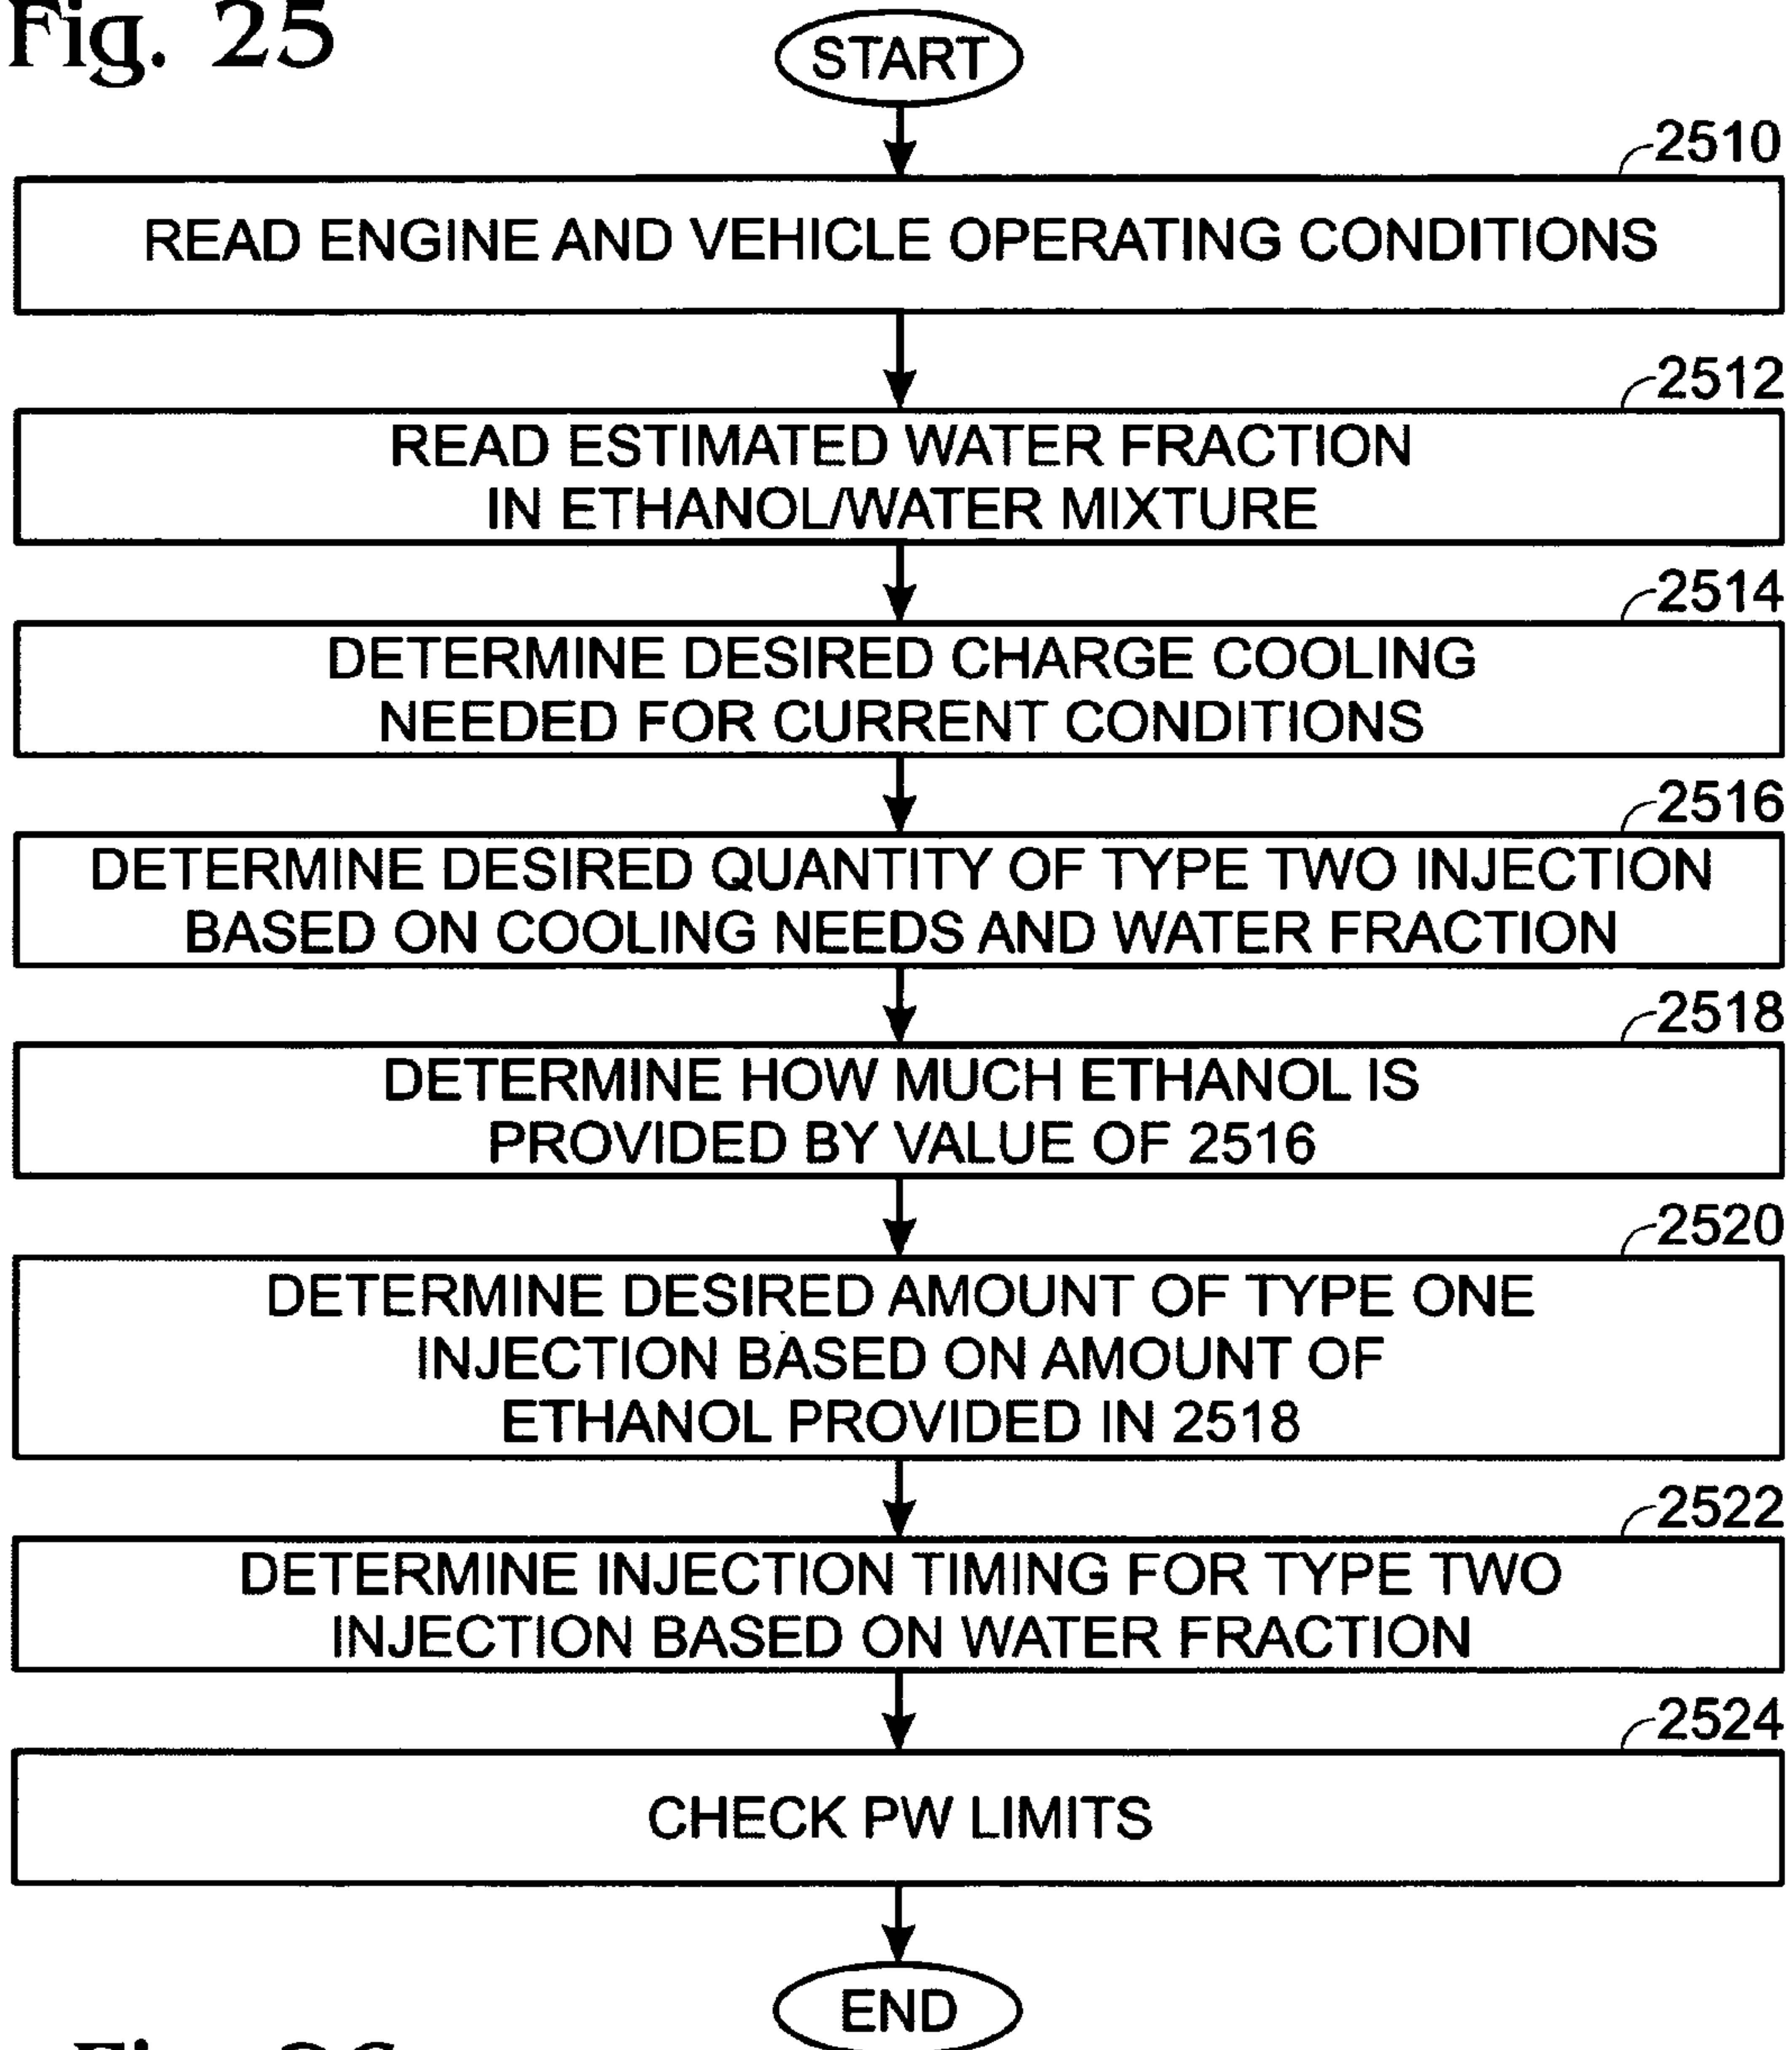 Fig. 25
START
2510
READ ENGINE AND VEHICLE OPERATING CONDITIONS
2512
READ ESTIMATED WATER FRACTION
IN ETHANOL/WATER MIXTURE
2514
DETERMINE DESIRED CHARGE COOLING
NEEDED FOR CURRENT CONDITIONS
2516
DETERMINE DESIRED QUANTITY OF TYPE TWO INJECTION
BASED ON COOLING NEEDS AND WATER FRACTION
2518
DETERMINE HOW MUCH ETHANOL IS
PROVIDED BY VALUE OF 2516
2520
DETERMINE DESIRED AMOUNT OF TYPE ONE
INJECTION BASED ON AMOUNT OF
ETHANOL PROVIDED IN 2518
2522
DETERMINE INJECTION TIMING FOR TYPE TWO
INJECTION BASED ON WATER FRACTION
2524
CHECK PW LIMITS
END